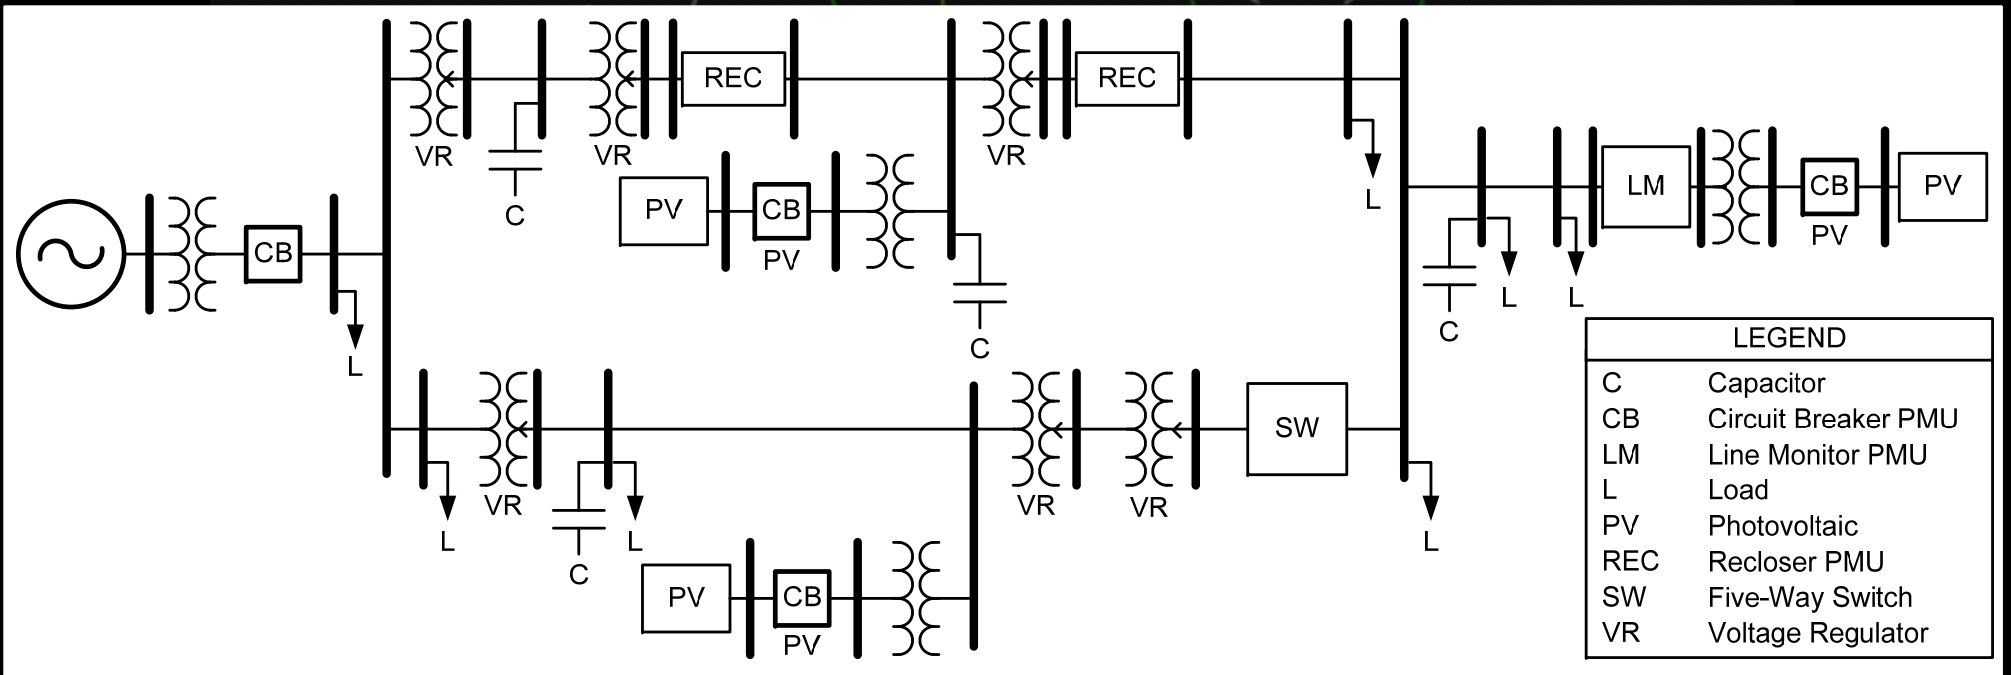 REC
REC
VR
VR
VR
C
L
PV
CB
PV
LM
CB
PV
PV
CB
L
C
C
L
L
L
VR
C
L
VR
VR
SW
L
PV
CB
PV
LEGEND
C Capacitor
CB Circuit Breaker PMU
LM Line Monitor PMU
L Load
PV Photovoltaic
REC Recloser PMU
SW Five-Way Switch
VR Voltage Regulator